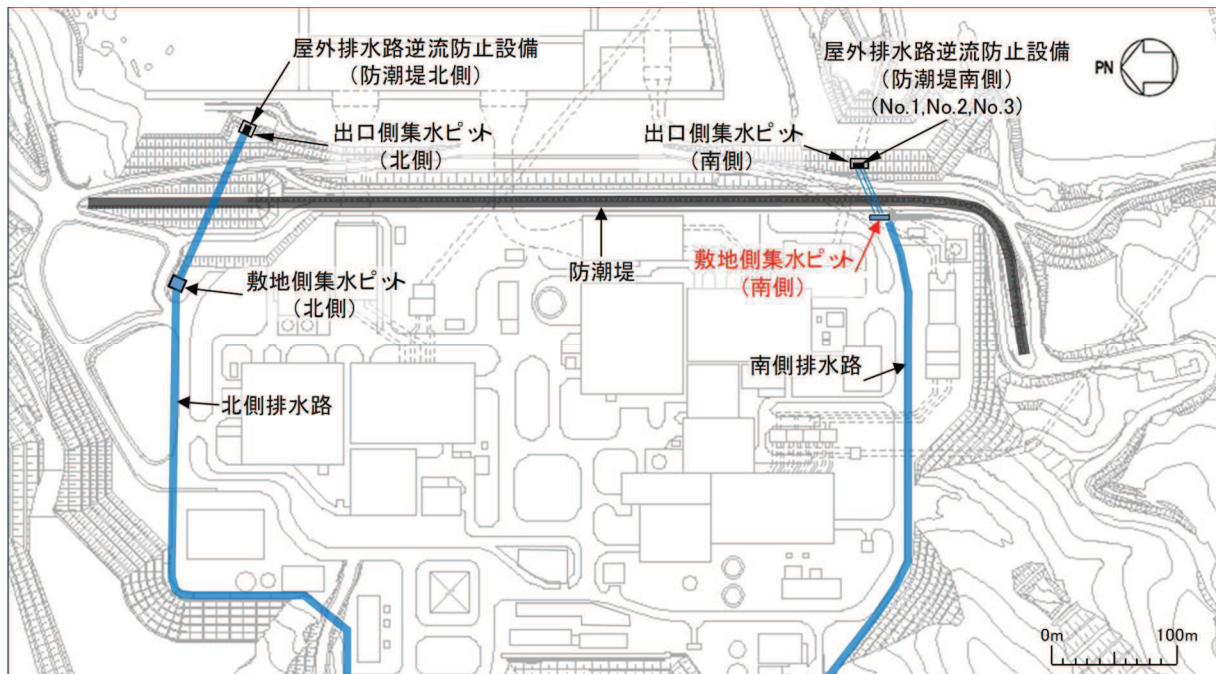 屋外排水路逆流防止設備
（防潮堤北側）
出口側集水ピット
（北側）
屋外排水路逆流防止設備
（防潮堤南側）
（No.1,No.2,No.3）
出口側集水ピット
（南側）
PN
敷地側集水ピット
（北側）
防潮堤
敷地側集水ピット
（南側）
北側排水路
南側排水路
0m 100m